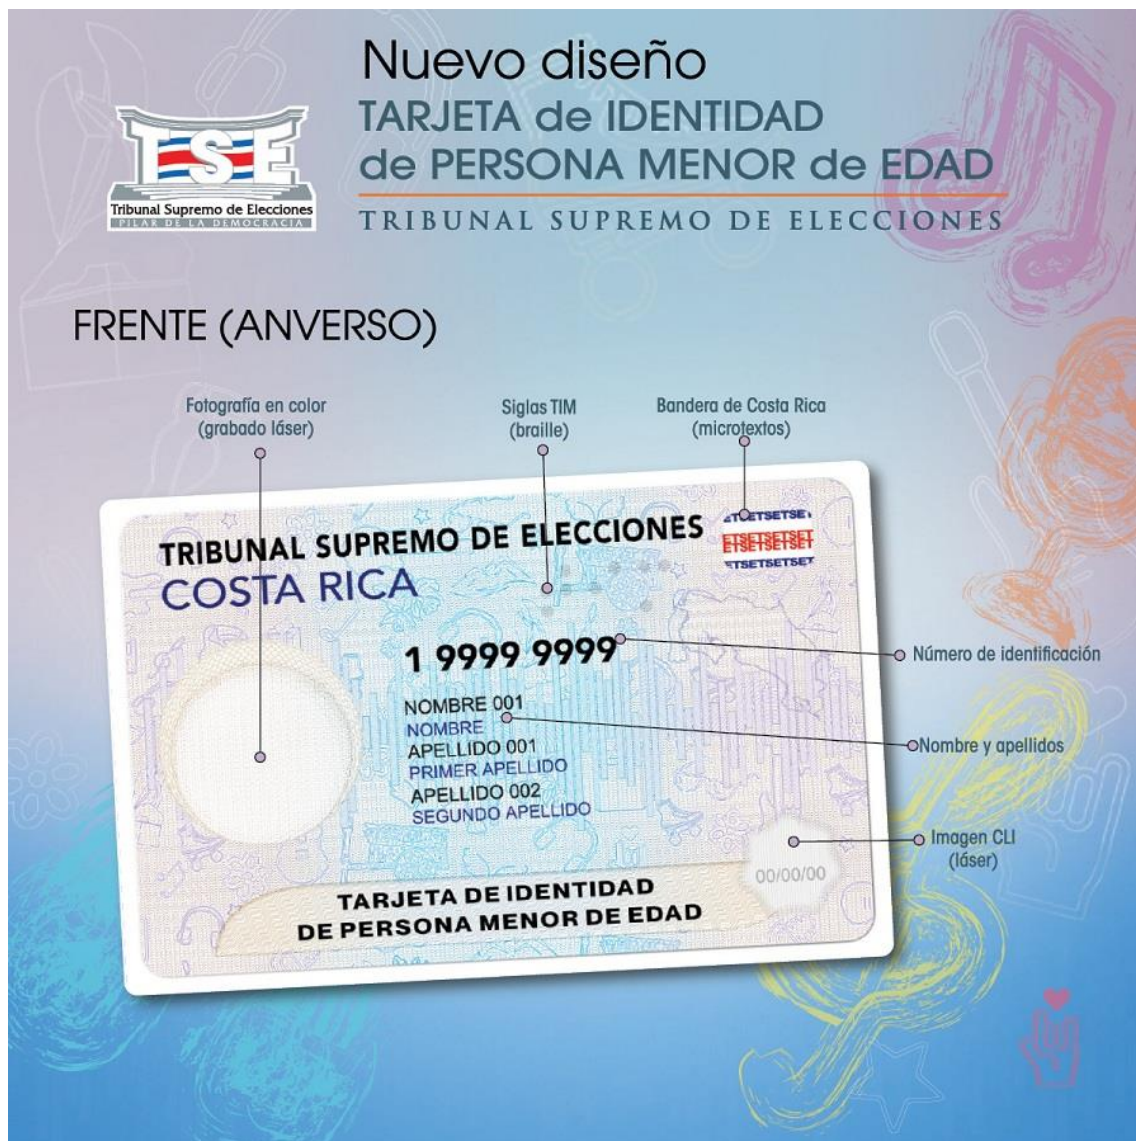 Nuevo diseño
TARJETA de IDENTIDAD
de PERSONA MENOR de EDAD
TRIBUNAL SUPREMO DE ELECCIONES
TSE
Tribunal Supremo de Elecciones
PILAR DE LA DEMOCRACIA
FRENTE (ANVERSO)
Fotografía en color
(grabado láser)
Siglas TIM
(braille)
Bandera de Costa Rica
(microtextos)
TRIBUNAL SUPREMO DE ELECCIONES
COSTA RICA
1 9999 9999
Número de identificación
NOMBRE 001
NOMBRE
APELLIDO 001
PRIMER APELLIDO
APELLIDO 002
SEGUNDO APELLIDO
Nombre y apellidos
Imagen CLI
(láser)
00/00/00
TARJETA DE IDENTIDAD
DE PERSONA MENOR DE EDAD